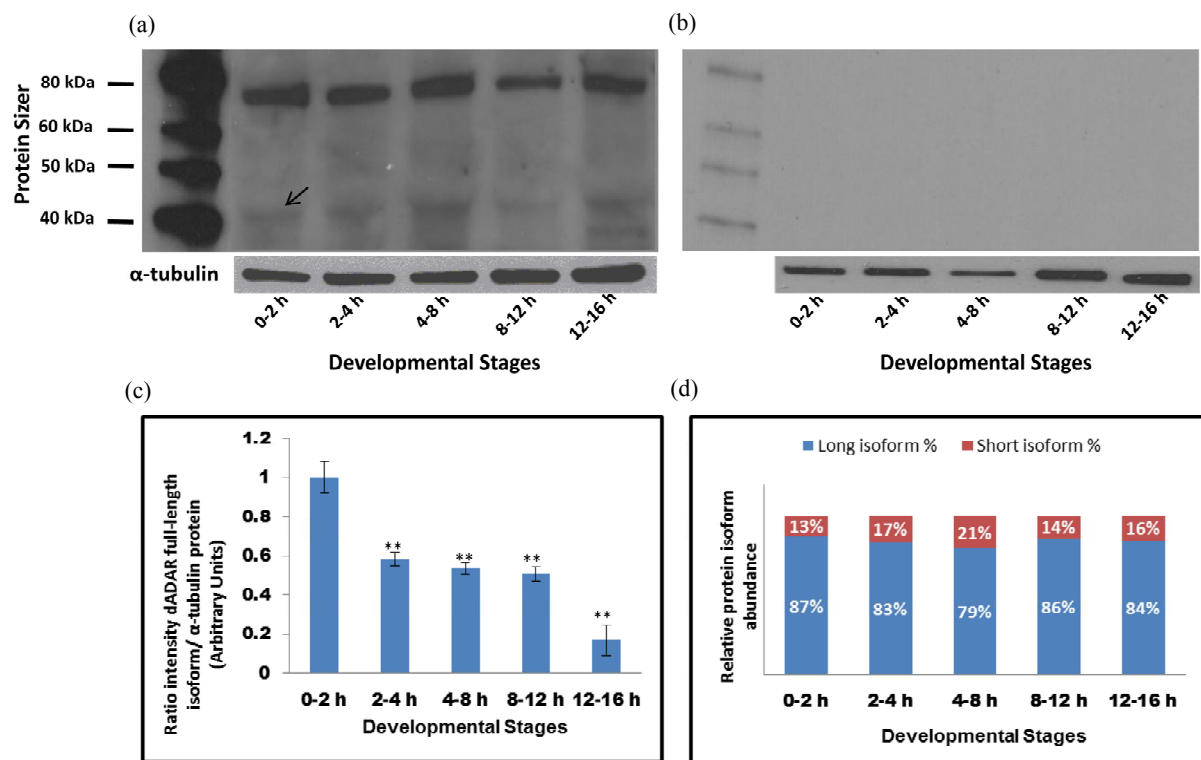 (a)
(b)
Protein Sizer
80 kDa
60 kDa
50 kDa
40 kDa
α-tubulin
0-2 h
2-4 h
4-8 h
8-12 h
12-16 h
Developmental Stages
0-2 h
2-4 h
4-8 h
8-12 h
12-16 h
Developmental Stages
(c)
(d)
Ratio intensity dADAR full-length
isoform/ α-tubulin protein
(Arbitrary Units)
1.2
1
0.8
0.6
0.4
0.2
0
**
**
**
**
0-2 h
2-4 h
4-8 h
8-12 h
12-16 h
Developmental Stages
Long isoform %
Short isoform %
Relative protein isoform
abundance
13%
17%
21%
14%
16%
87%
83%
79%
86%
84%
0-2 h
2-4 h
4-8 h
8-12 h
12-16 h
Developmental Stages